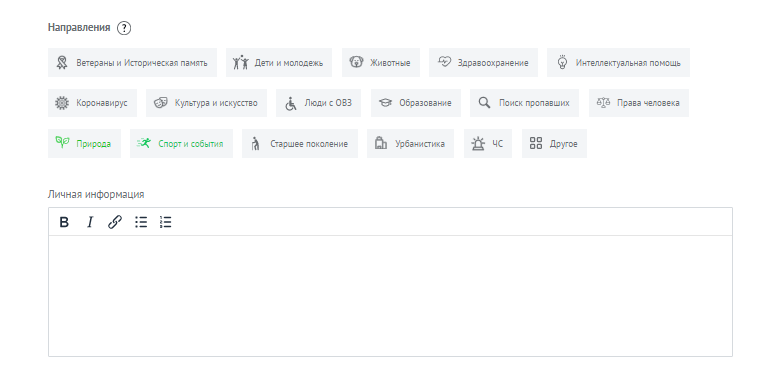 Направления ?
Ветераны и Историческая память Дети и молодежь Животные Здравоохранение Интеллектуальная помощь
Коронавирус Культура и искусство Люди с ОВЗ Образование Поиск пропавших Права человека
Природа Спорт и события Старшее поколение Урбанистика ЧС Другое
Личная информация
B I